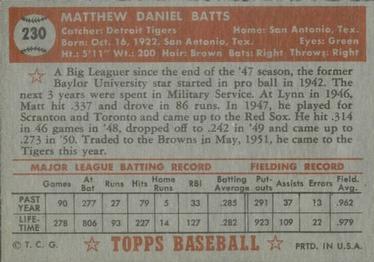 230
MATTHEW DANIEL BATTS
Catcher: Detroit Tigers Home: San Antonio, Tex.
Born: Oct. 16, 1922, San Antonio, Tex. Eyes: Green
Ht: 5'11" Wt: 200 Hair: Brown Bats: Right Throws: Right
A Big Leaguer since the end of the '47 season, the former
Baylor University star started in pro ball in 1942. The
next 3 years were spent in Military Service. At Lynn in 1946,
Matt hit .337 and drove in 86 runs. In 1947, he played for
Scranton and Toronto and came up to the Red Sox. He hit .314
in 46 games in '48, dropped off to .242 in '49 and came up
to .273 in '50. Traded to the Browns in May, 1951, he came to the
Tigers this year.
MAJOR LEAGUE BATTING RECORD FIELDING RECORD
Games At Bat Runs Hits Home Runs RBI Batting Average Put-outs Assists Errors Field. Avg.
PAST YEAR 90 277 27 79 5 33 .285 291 37 13 .962
LIFE-TIME 278 806 93 227 14 127 .282 923 109 22 .979
© T. C. G. TOPPS BASEBALL PRTD. IN U.S.A.